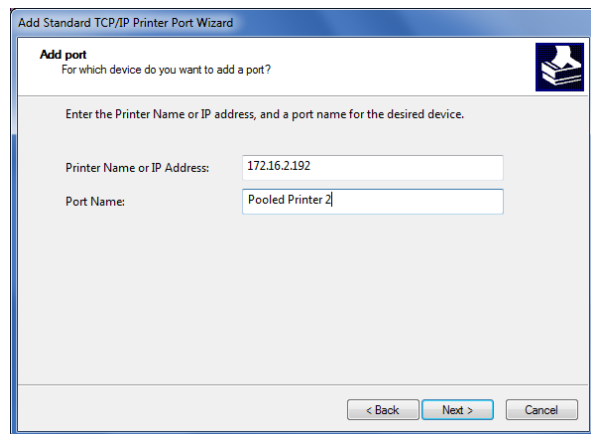 Add Standard TCP/IP Printer Port Wizard
Add port
For which device do you want to add a port?
Enter the Printer Name or IP address, and a port name for the desired device.
Printer Name or IP Address: 172.16.2.192
Port Name: Pooled Printer 2
< Back Next > Cancel